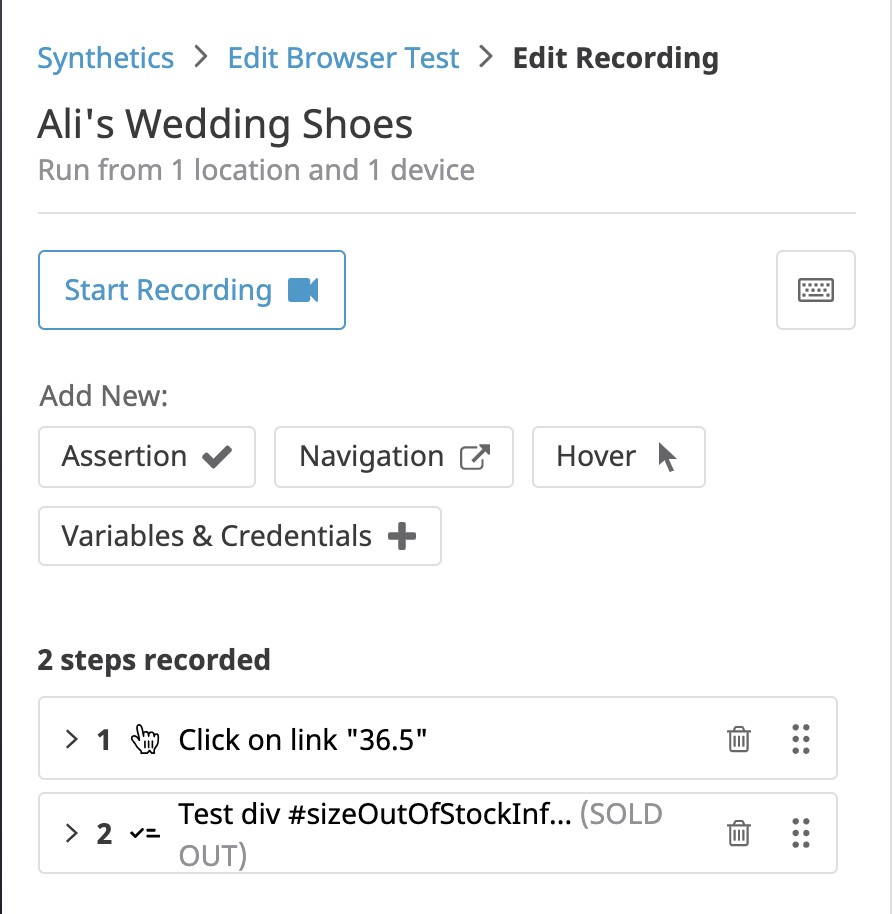 Synthetics > Edit Browser Test > Edit Recording
Ali's Wedding Shoes
Run from 1 location and 1 device
Start Recording
Add New:
Assertion Navigation Hover
Variables & Credentials
2 steps recorded
1 Click on link "36.5"
2 Test div #sizeOutOfStockInf... (SOLD
OUT)